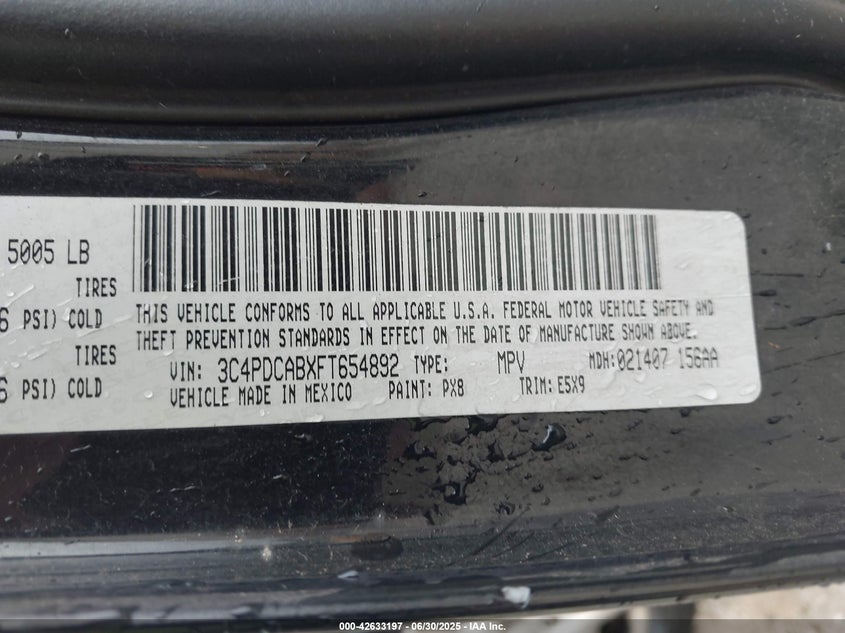 5005 LB
TIRES
6 PSI) COLD
TIRES
6 PSI) COLD
THIS VEHICLE CONFORMS TO ALL APPLICABLE U.S.A. FEDERAL MOTOR VEHICLE SAFETY AND
THEFT PREVENTION STANDARDS IN EFFECT ON THE DATE OF MANUFACTURE SHOWN ABOVE.
VIN: 3C4PDCABXFT654892 TYPE: MPV MDH:021407 156AA
VEHICLE MADE IN MEXICO PAINT: PX8 TRIM: E5X9
000-42633197 - 06/30/2025 - IAA Inc.